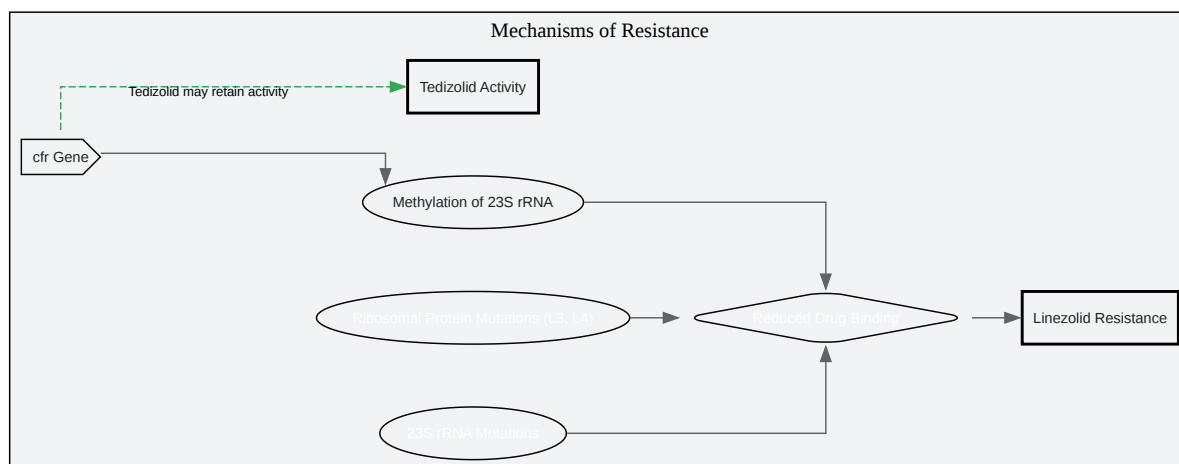 Mechanisms of Resistance
Tedizolid Activity
Tedizolid may retain activity
cfr Gene
Methylation of 23S rRNA
Ribosomal Protein Mutations (L3, L4)
Reduced Drug Binding
Linezolid Resistance
23S rRNA Mutations